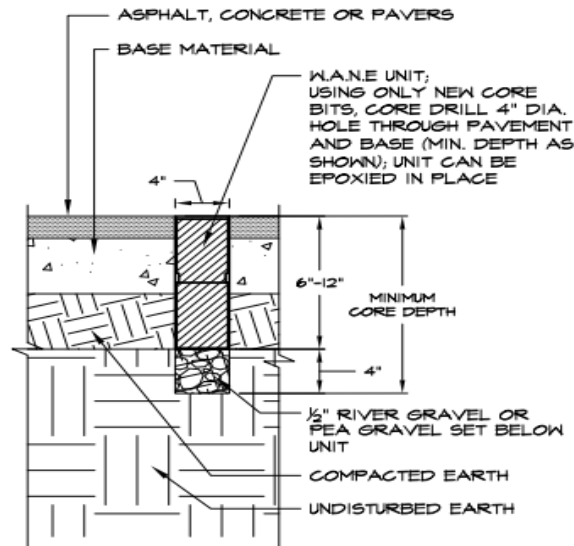 ASPHALT, CONCRETE OR PAVERS
BASE MATERIAL
W.A.N.E UNIT;
USING ONLY NEW CORE
BITS, CORE DRILL 4" DIA.
HOLE THROUGH PAVEMENT
AND BASE (MIN. DEPTH AS
SHOWN); UNIT CAN BE
EPOXIED IN PLACE
4"
6"-12"
MINIMUM
CORE DEPTH
4"
½" RIVER GRAVEL OR
PEA GRAVEL SET BELOW
UNIT
COMPACTED EARTH
UNDISTURBED EARTH